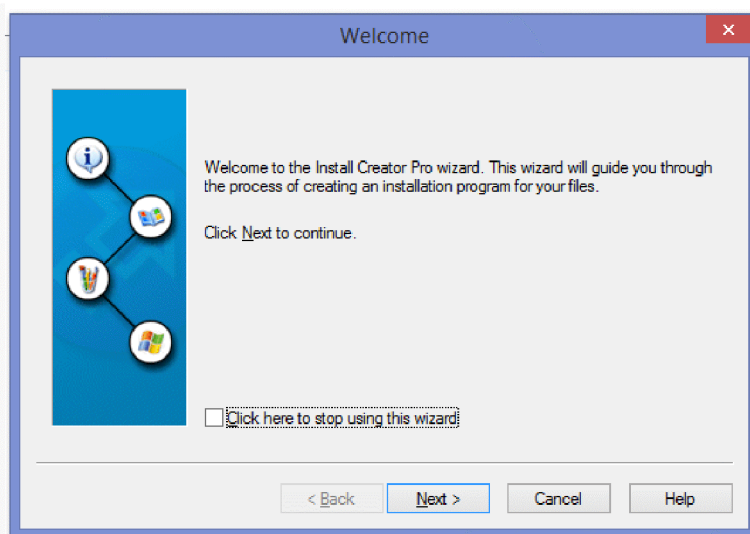 Welcome
Welcome to the Install Creator Pro wizard. This wizard will guide you through
the process of creating an installation program for your files.
Click Next to continue.
Click here to stop using this wizard
< Back Next > Cancel Help